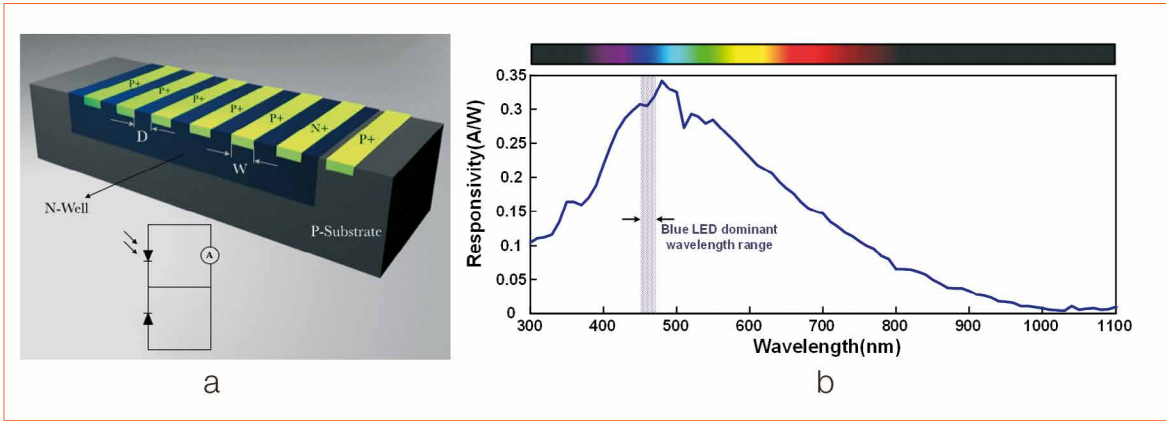 P+
P+
P+
P+
P+
N+
P+
D
W
N-Well
P-Substrate
A
a
Responsivity(A/W)
0.35
0.3
0.25
0.2
0.15
0.1
0.05
0
Blue LED dominant
wavelength range
300
400
500
600
700
800
900
1000
1100
Wavelength(nm)
b